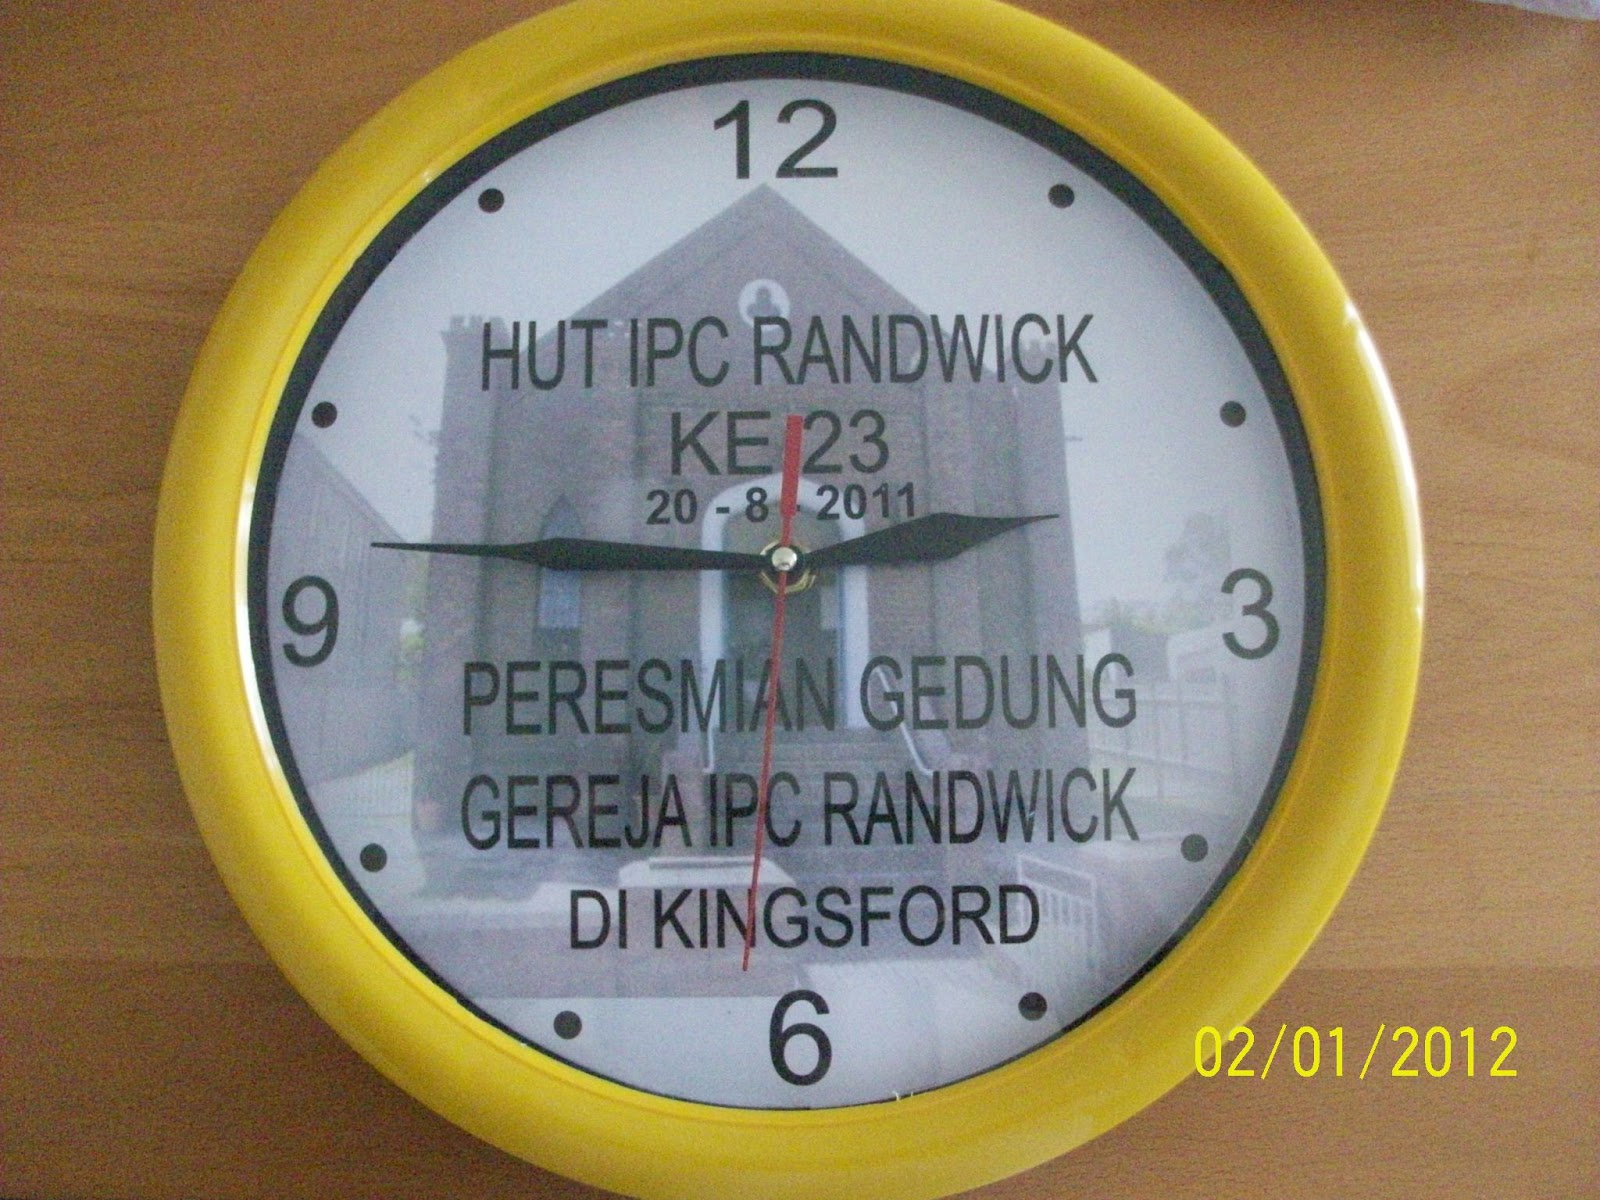 12
HUT IPC RANDWICK
KE 23
20 - 8 - 2011
9
3
PERESMIAN GEDUNG
GEREJA IPC RANDWICK
DI KINGSFORD
6
02/01/2012